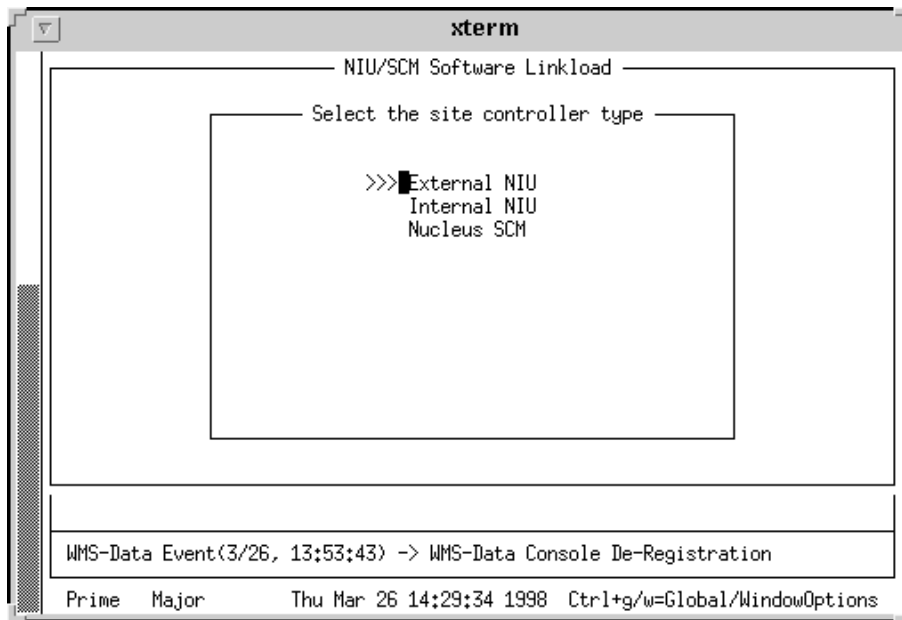 xterm
NIU/SCM Software Linkload
Select the site controller type
>>> External NIU
Internal NIU
Nucleus SCM
WMS-Data Event(3/26, 13:53:43) -> WMS-Data Console De-Registration
Prime Major Thu Mar 26 14:29:34 1998 Ctrl+g/w=Global/WindowOptions